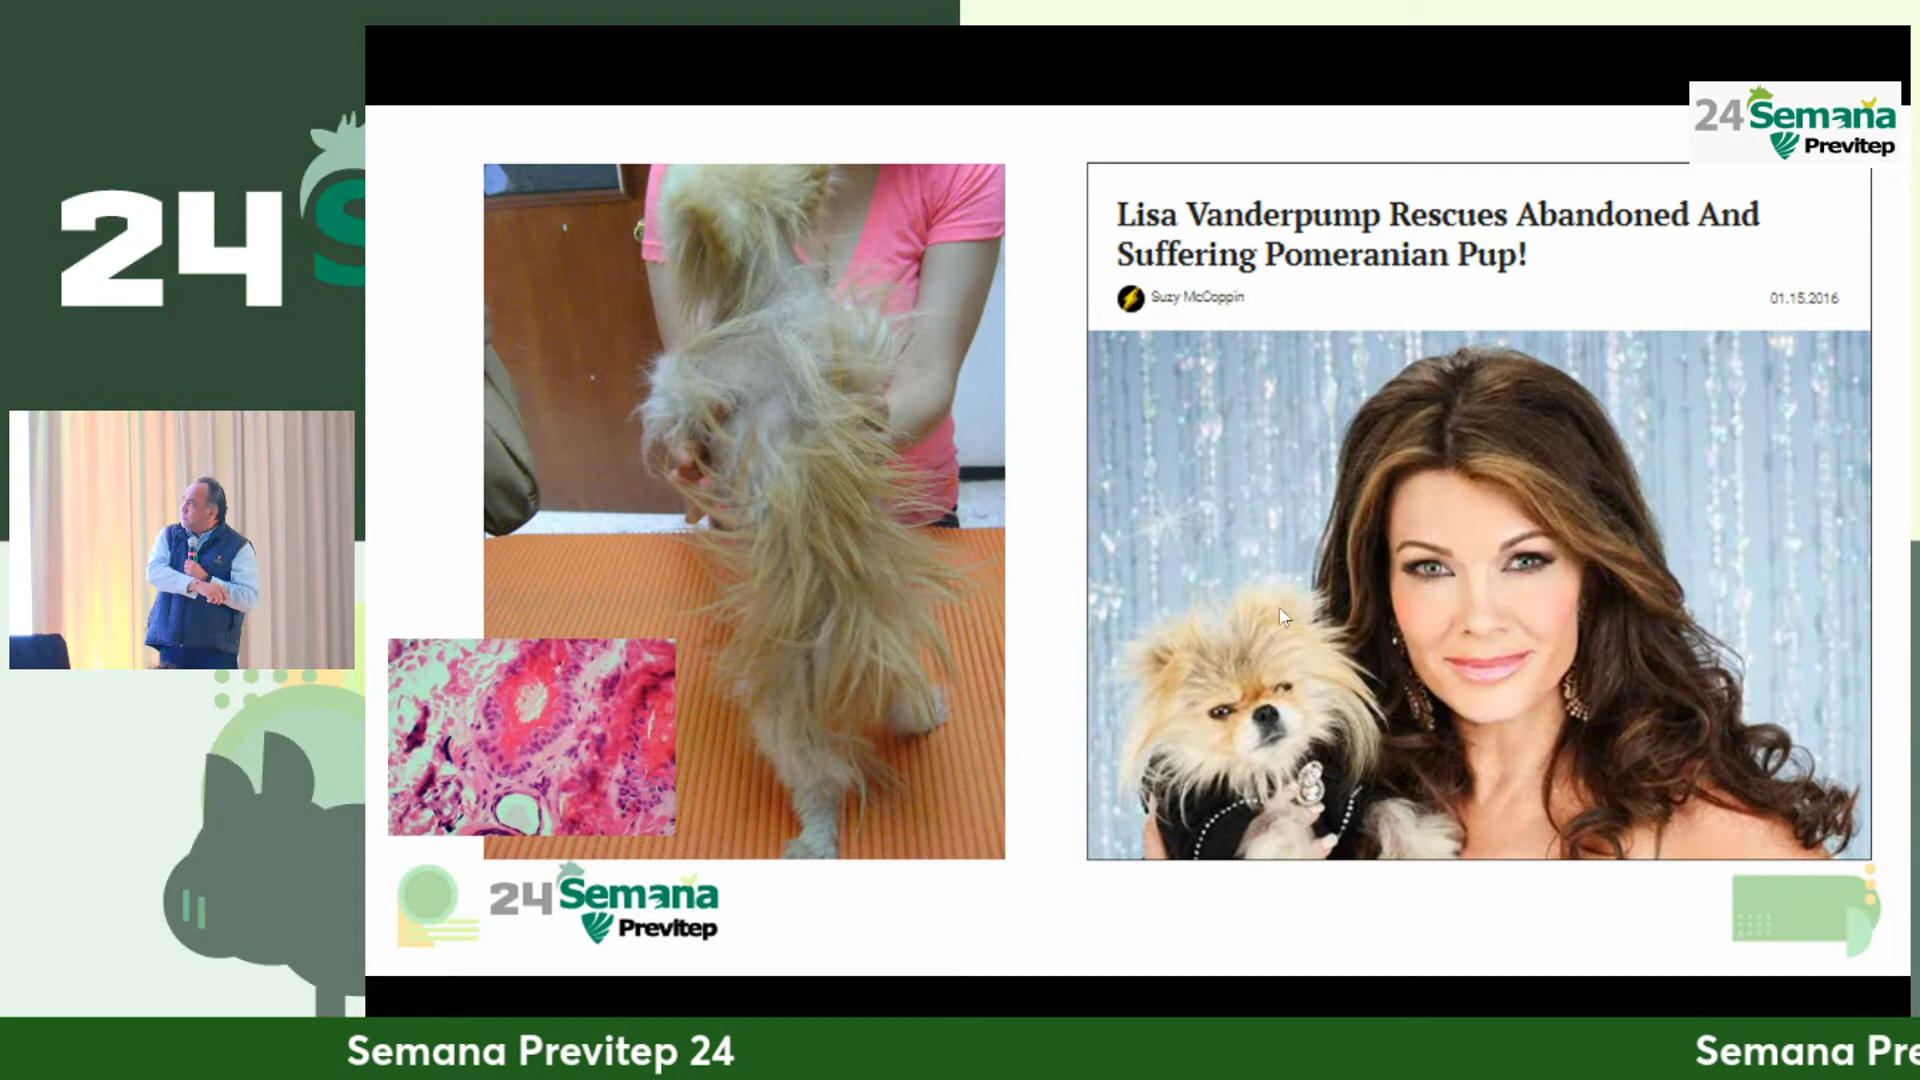 24 S
24 Semana
Previtep
Lisa Vanderpump Rescues Abandoned And
Suffering Pomeranian Pup!
Suzy McCoppin
01.15.2016
24 Semana
Previtep
Semana Previtep 24
Semana Pre